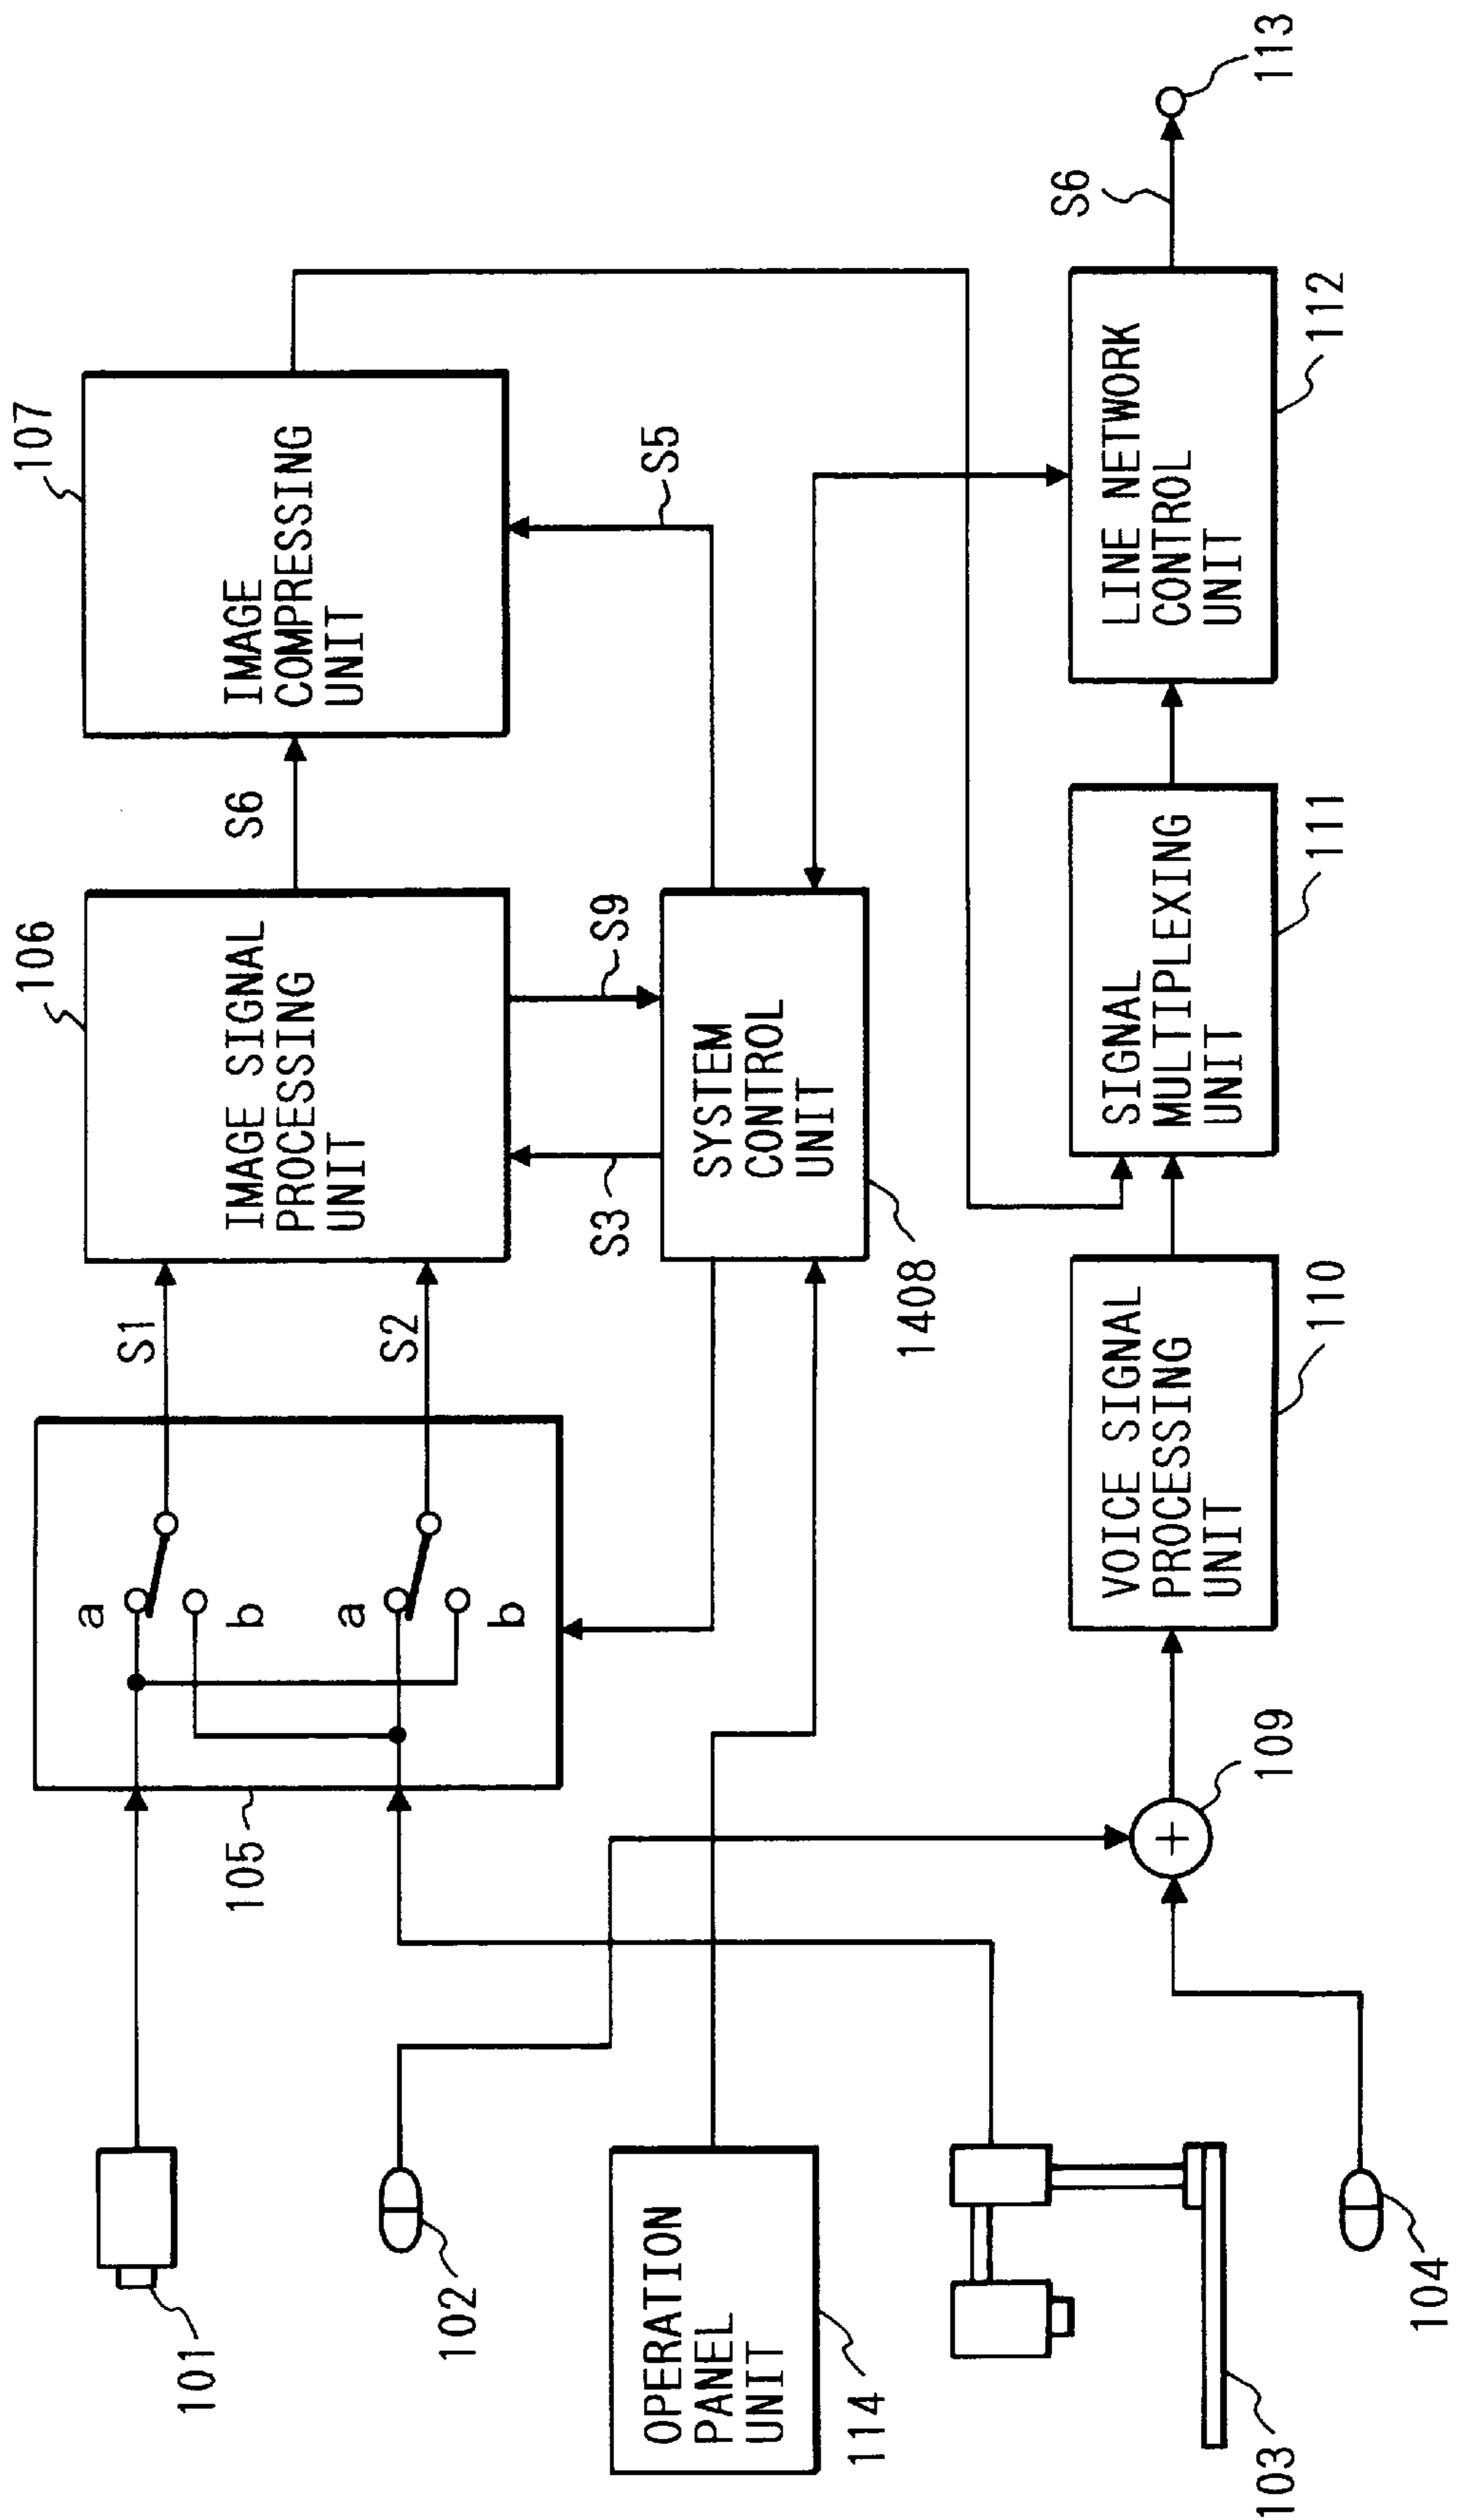 101
102
OPERATION
PANEL
UNIT
114
103
104
105
a
b
a
b
109
S1
S2
106
IMAGE SIGNAL
PROCESSING
UNIT
S6
107
IMAGE
COMPRESSING
UNIT
S3
S9
S5
SYSTEM
CONTROL
UNIT
1408
VOICE SIGNAL
PROCESSING
UNIT
110
SIGNAL
MULTIPLEXING
UNIT
111
LINE NETWORK
CONTROL
UNIT
112
S6
113
+